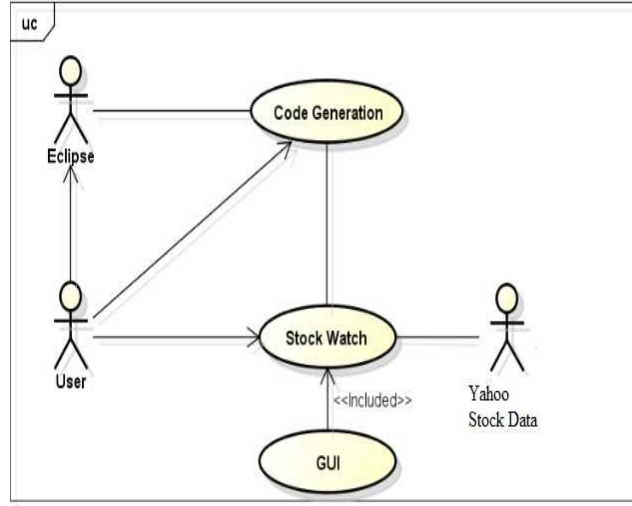 uc
Code Generation
Eclipse
Stock Watch
User
<<Included>>
Yahoo
Stock Data
GUI